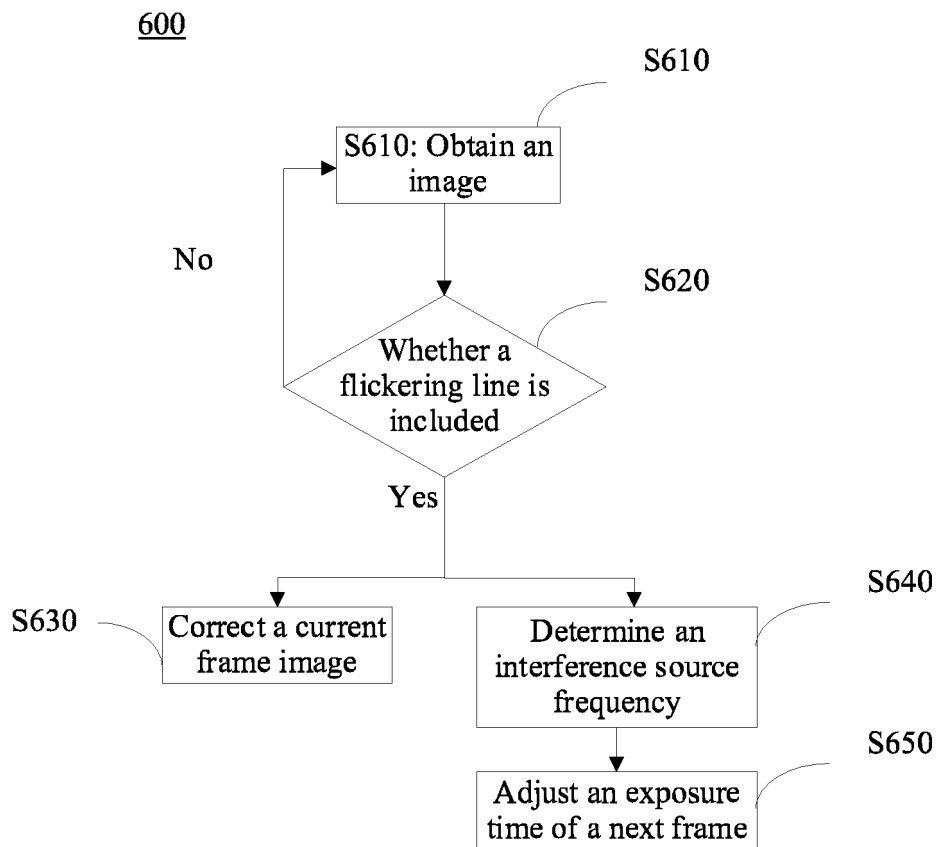 600
S610
S610: Obtain an
image
No
S620
Whether a
flickering line is
included
Yes
S630
Correct a current
frame image
S640
Determine an
interference source
frequency
S650
Adjust an exposure
time of a next frame